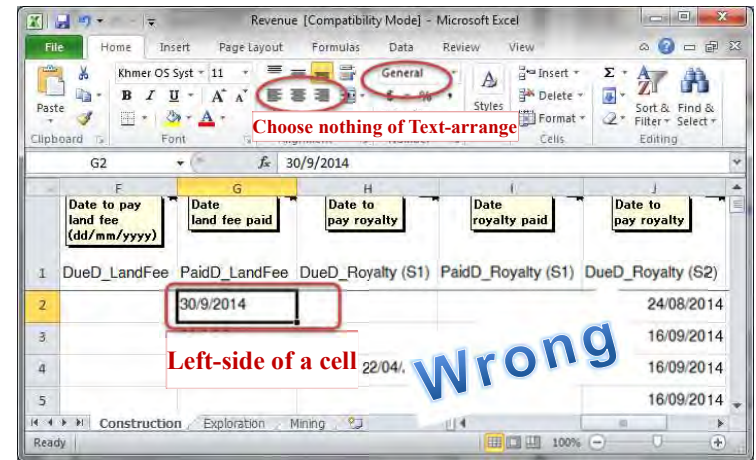 Revenue [Compatibility Mode] - Microsoft Excel
File Home Insert Page Layout Formulas Data Review View
Khmer OS Syst 11 General Σ Insert
Paste B I U A A $ % Styles Delete Sort & Find &
Format Filter Select
Choose nothing of Text-arrange
Clipboard Font Cells Editing
G2 fx 30/9/2014
F G H I J
Date to pay land fee (dd/mm/yyyy) Date land fee paid Date to pay royalty Date royalty paid Date to pay royalty
1 DueD_LandFee PaidD_LandFee DueD_Royalty (S1) PaidD_Royalty (S1) DueD_Royalty (S2)
2 30/9/2014 24/08/2014
3 16/09/2014
Left-side of a cell
Wrong
4 22/04/. 16/09/2014
5 16/09/2014
Construction Exploration Mining
Ready 100%